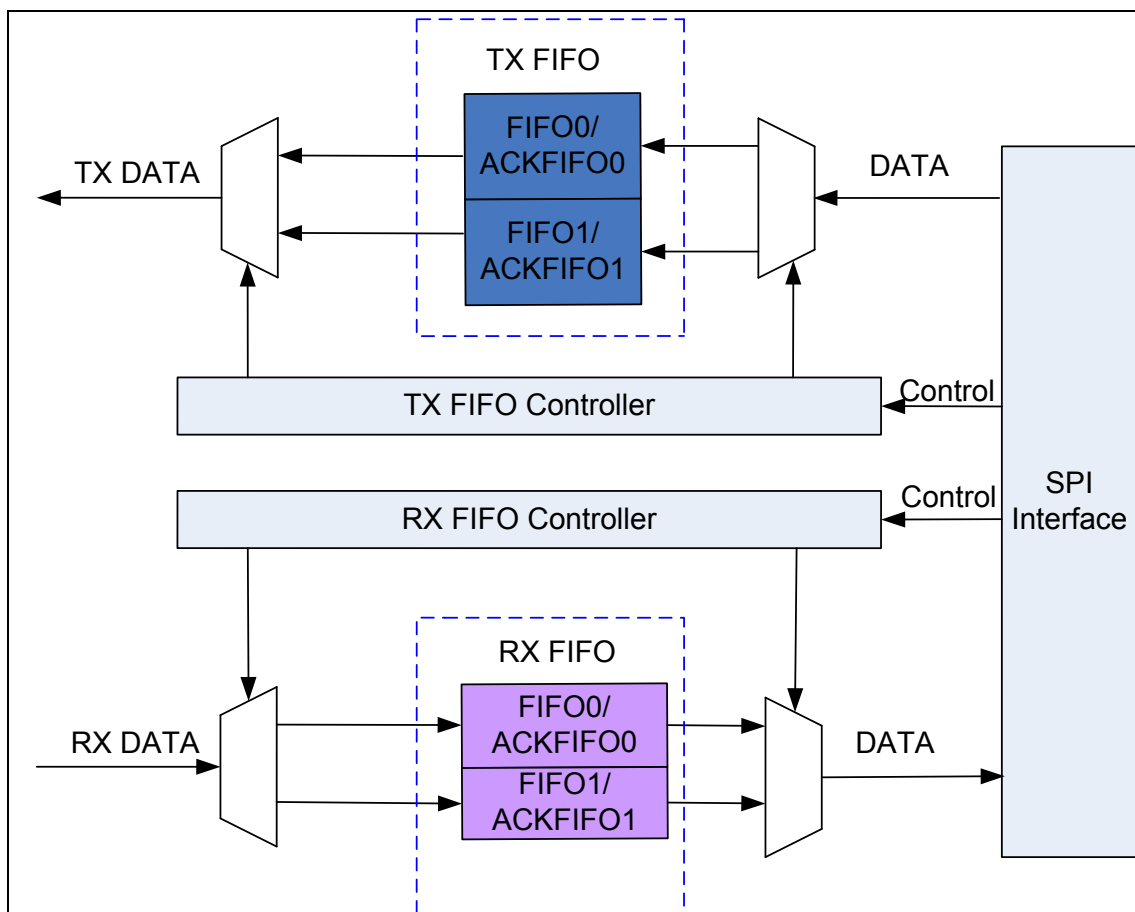 TX FIFO
FIFO0/
ACKFIFO0
FIFO1/
ACKFIFO1
TX DATA
DATA
TX FIFO Controller
Control
RX FIFO Controller
Control
SPI
Interface
RX FIFO
FIFO0/
ACKFIFO0
FIFO1/
ACKFIFO1
RX DATA
DATA